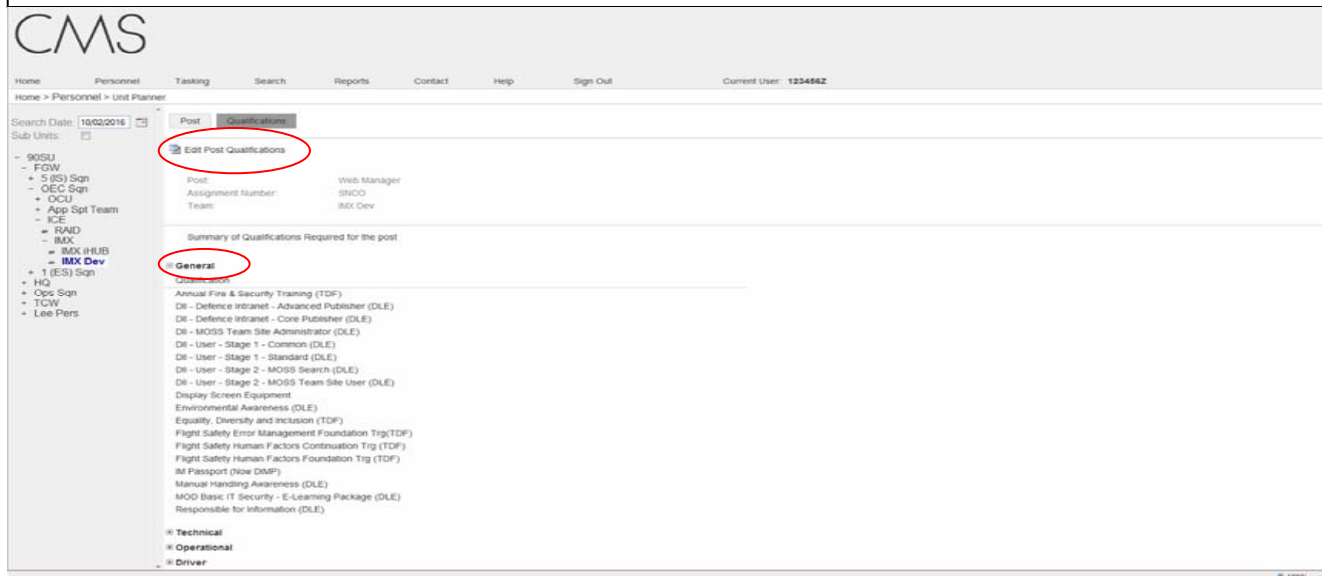 CMS
Home Personnel Tasking Search Reports Contact Help Sign Out Current User: 123456Z
Home > Personnel > Unit Planner
Search Date: 10/02/2016
Sub Units:
- 90SU
- FGW
+ 5 (IS) Sqn
- OEC Sqn
+ OCU
+ App Spt Team
- ICE
RAID
- IMX
IMX iHUB
IMX Dev
+ 1 (ES) Sqn
+ HQ
+ Ops Sqn
+ TCW
+ Lee Pers
Post Qualifications
Edit Post Qualifications
Post: Web Manager
Assignment Number: SNCO
Team: IMX Dev
Summary of Qualifications Required for the post
General
Qualification
Annual Fire & Security Training (TDF)
DII - Defence Intranet - Advanced Publisher (DLE)
DII - Defence Intranet - Core Publisher (DLE)
DII - MOSS Team Site Administrator (DLE)
DII - User - Stage 1 - Common (DLE)
DII - User - Stage 1 - Standard (DLE)
DII - User - Stage 2 - MOSS Search (DLE)
DII - User - Stage 2 - MOSS Team Site User (DLE)
Display Screen Equipment
Environmental Awareness (DLE)
Equality, Diversity and Inclusion (TDF)
Flight Safety Error Management Foundation Trg(TDF)
Flight Safety Human Factors Continuation Trg (TDF)
Flight Safety Human Factors Foundation Trg (TDF)
IM Passport (Now DIMP)
Manual Handling Awareness (DLE)
MOD Basic IT Security - E-Learning Package (DLE)
Responsible for Information (DLE)
Technical
Operational
Driver